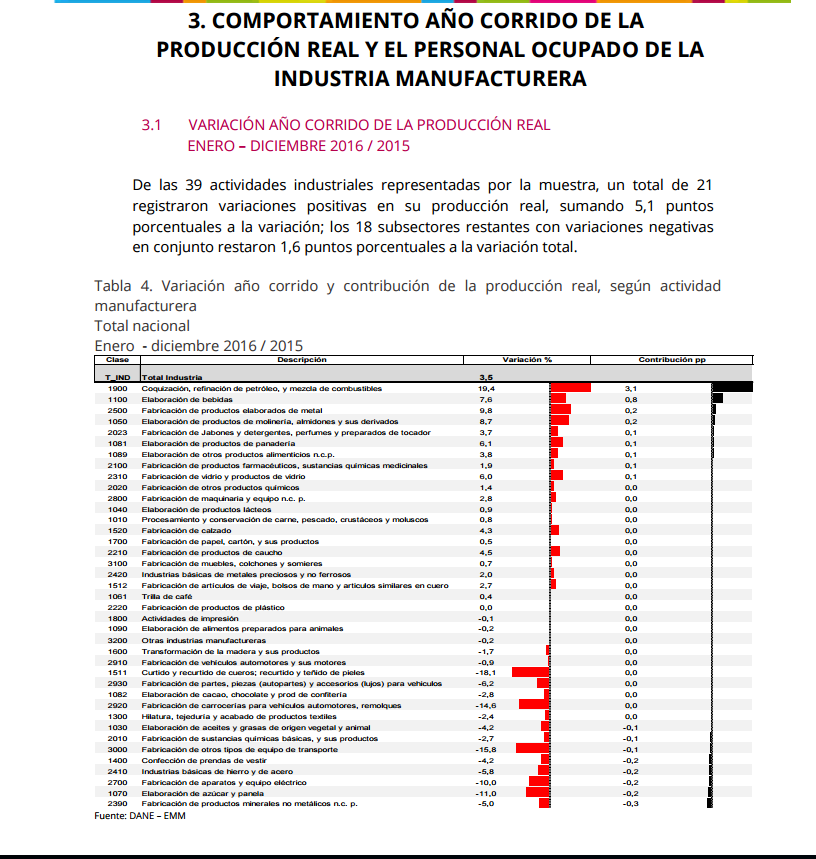 3. COMPORTAMIENTO AÑO CORRIDO DE LA
PRODUCCIÓN REAL Y EL PERSONAL OCUPADO DE LA
INDUSTRIA MANUFACTURERA
3.1 VARIACIÓN AÑO CORRIDO DE LA PRODUCCIÓN REAL
ENERO – DICIEMBRE 2016 / 2015
De las 39 actividades industriales representadas por la muestra, un total de 21
registraron variaciones positivas en su producción real, sumando 5,1 puntos
porcentuales a la variación; los 18 subsectores restantes con variaciones negativas
en conjunto restaron 1,6 puntos porcentuales a la variación total.
Tabla 4. Variación año corrido y contribución de la producción real, según actividad
manufacturera
Total nacional
Enero - diciembre 2016 / 2015
Clase Descripción Variación % Contribución pp
T_IND Total Industria 3,5
1900 Coquización, refinación de petróleo, y mezcla de combustibles 19,4 3,1
1100 Elaboración de bebidas 7,6 0,8
2500 Fabricación de productos elaborados de metal 9,8 0,2
1050 Elaboración de productos de molinería, almidones y sus derivados 8,7 0,2
2023 Fabricación de Jabones y detergentes, perfumes y preparados de tocador 3,7 0,1
1081 Elaboración de productos de panadería 6,1 0,1
1089 Elaboración de otros productos alimenticios n.c.p. 3,8 0,1
2100 Fabricación de productos farmacéuticos, sustancias químicas medicinales 1,9 0,1
2310 Fabricación de vidrio y productos de vidrio 6,0 0,1
2020 Fabricación de otros productos químicos 1,4 0,0
2800 Fabricación de maquinaria y equipo n.c. p. 2,8 0,0
1040 Elaboración de productos lácteos 0,9 0,0
1010 Procesamiento y conservación de carne, pescado, crustáceos y moluscos 0,8 0,0
1520 Fabricación de calzado 4,3 0,0
1700 Fabricación de papel, cartón, y sus productos 0,5 0,0
2210 Fabricación de productos de caucho 4,5 0,0
3100 Fabricación de muebles, colchones y somieres 0,7 0,0
2420 Industrias básicas de metales preciosos y no ferrosos 2,0 0,0
1512 Fabricación de artículos de viaje, bolsos de mano y artículos similares en cuero 2,7 0,0
1061 Trilla de café 0,4 0,0
2220 Fabricación de productos de plástico 0,0 0,0
1800 Actividades de impresión -0,1 0,0
1090 Elaboración de alimentos preparados para animales -0,2 0,0
3200 Otras industrias manufactureras -0,2 0,0
1600 Transformación de la madera y sus productos -1,7 0,0
2910 Fabricación de vehículos automotores y sus motores -0,9 0,0
1511 Curtido y recurtido de cueros; recurtido y teñido de pieles -18,1 0,0
2930 Fabricación de partes, piezas (autopartes) y accesorios (lujos) para vehículos -6,2 0,0
1082 Elaboración de cacao, chocolate y prod de confitería -2,8 0,0
2920 Fabricación de carrocerías para vehículos automotores, remolques -14,6 0,0
1300 Hilatura, tejeduría y acabado de productos textiles -2,4 0,0
1030 Elaboración de aceites y grasas de origen vegetal y animal -4,2 -0,1
2010 Fabricación de sustancias químicas básicas, y sus productos -2,7 -0,1
3000 Fabricación de otros tipos de equipo de transporte -15,8 -0,1
1400 Confección de prendas de vestir -4,2 -0,2
2410 Industrias básicas de hierro y de acero -5,8 -0,2
2700 Fabricación de aparatos y equipo eléctrico -10,0 -0,2
1070 Elaboración de azúcar y panela -11,0 -0,2
2390 Fabricación de productos minerales no metálicos n.c. p. -5,0 -0,3
Fuente: DANE – EMM